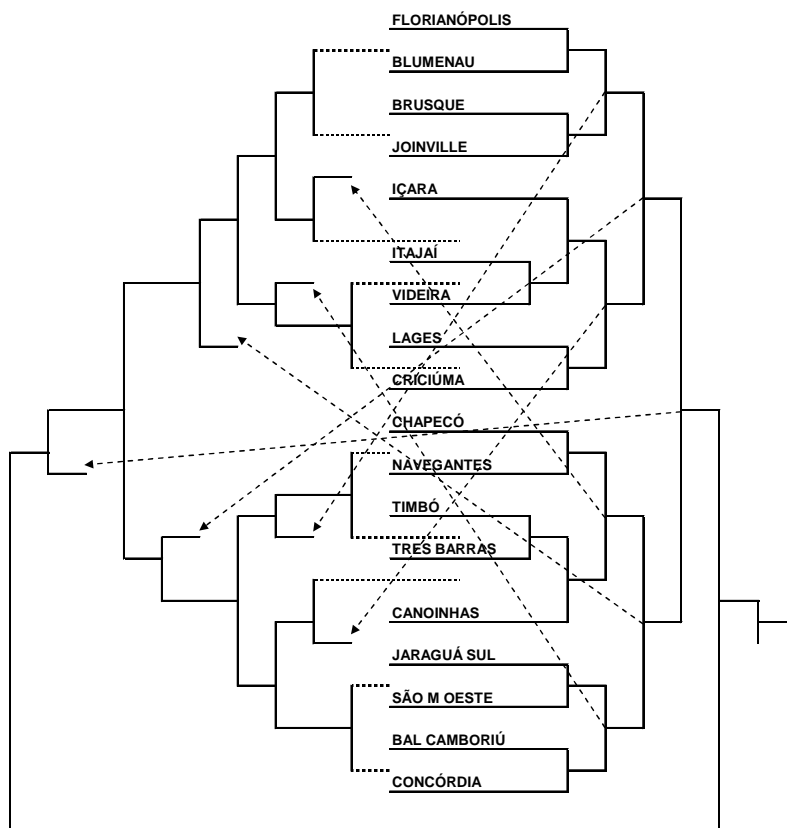 FLORIANÓPOLIS
BLUMENAU
BRUSQUE
JOINVILLE
IÇARA
ITAJAÍ
VIDEIRA
LAGES
CRICIÚMA
CHAPECÓ
NAVEGANTES
TIMBÓ
TRES BARRAS
CANOINHAS
JARAGUÁ SUL
SÃO M OESTE
BAL CAMBORIÚ
CONCÓRDIA